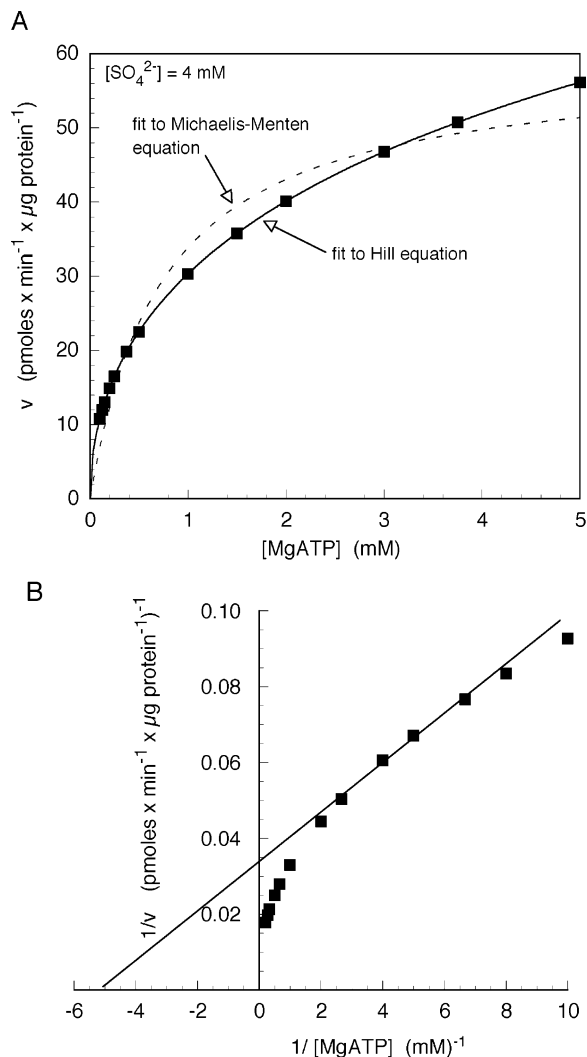 A
60
50
40
30
20
10
0
v (pmoles x min⁻¹ x µg protein⁻¹)
[SO₄²⁻] = 4 mM
fit to Michaelis-Menten
equation
fit to Hill equation
0 1 2 3 4 5
[MgATP] (mM)
B
0.10
0.08
0.06
0.04
0.02
1/v (pmoles x min⁻¹ x µg protein⁻¹)⁻¹
-6 -4 -2 0 2 4 6 8 10
1/ [MgATP] (mM)⁻¹